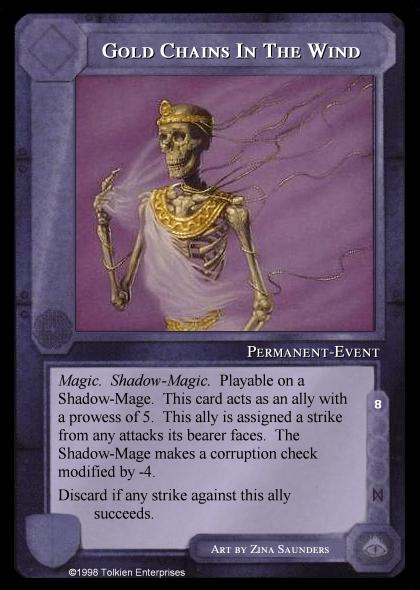 GOLD CHAINS IN THE WIND
PERMANENT-EVENT
Magic. Shadow-Magic. Playable on a
Shadow-Mage. This card acts as an ally with
a prowess of 5. This ally is assigned a strike
from any attacks its bearer faces. The
Shadow-Mage makes a corruption check
modified by -4.
Discard if any strike against this ally
succeeds.
8
ART BY ZINA SAUNDERS
©1998 Tolkien Enterprises